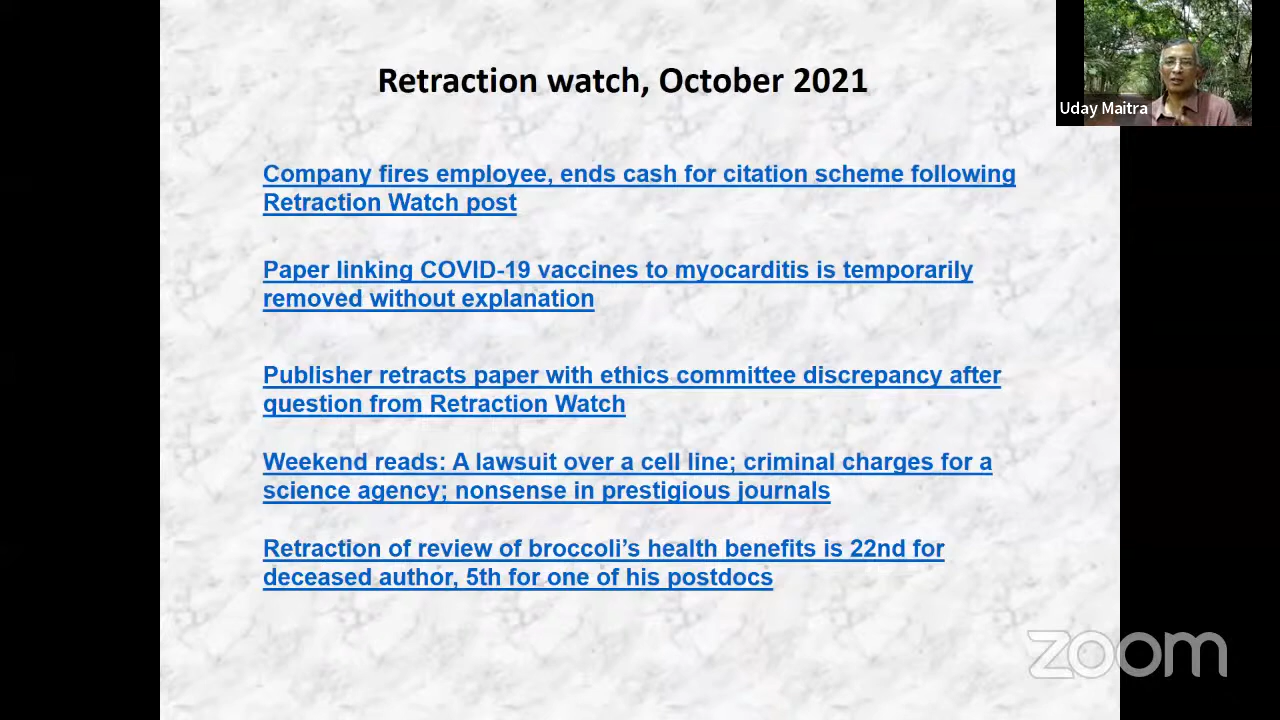 Retraction watch, October 2021
Uday Maitra
Company fires employee, ends cash for citation scheme following
Retraction Watch post
Paper linking COVID-19 vaccines to myocarditis is temporarily
removed without explanation
Publisher retracts paper with ethics committee discrepancy after
question from Retraction Watch
Weekend reads: A lawsuit over a cell line; criminal charges for a
science agency; nonsense in prestigious journals
Retraction of review of broccoli’s health benefits is 22nd for
deceased author, 5th for one of his postdocs
zoom